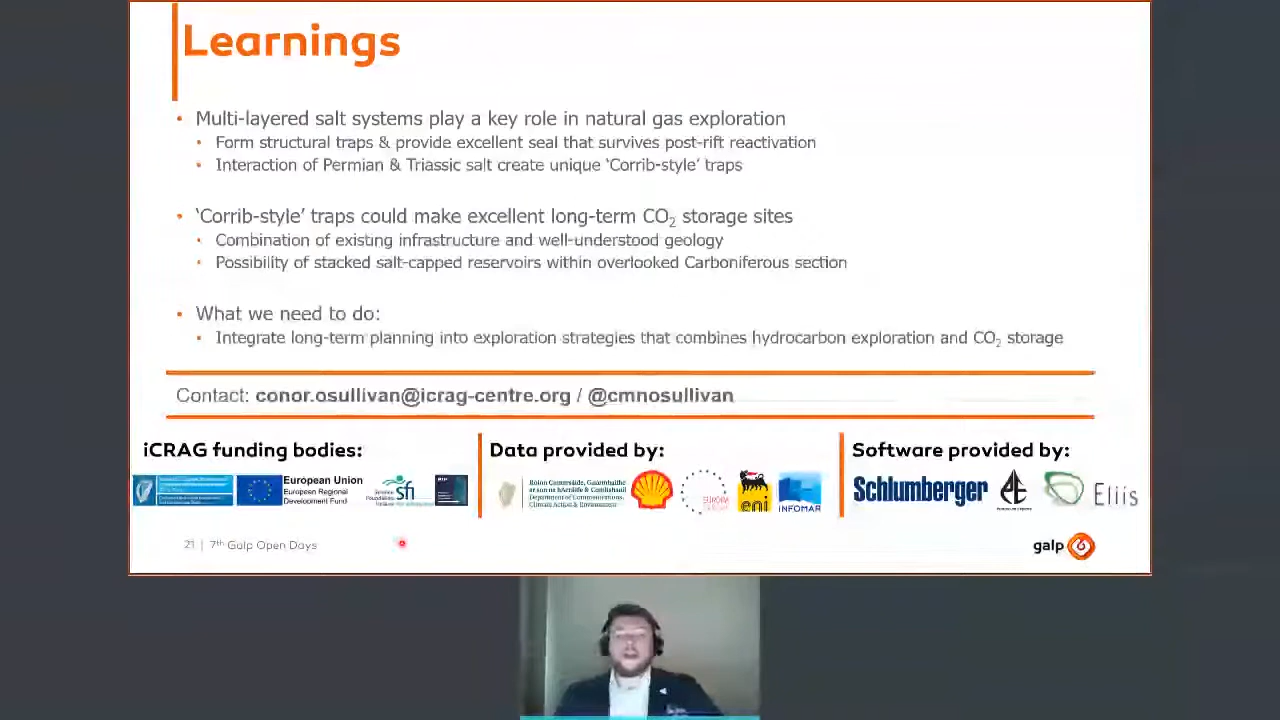 Learnings
Multi-layered salt systems play a key role in natural gas exploration
Form structural traps & provide excellent seal that survives post-rift reactivation
Interaction of Permian & Triassic salt create unique ‘Corrib-style’ traps
‘Corrib-style’ traps could make excellent long-term CO₂ storage sites
Combination of existing infrastructure and well-understood geology
Possibility of stacked salt-capped reservoirs within overlooked Carboniferous section
What we need to do:
Integrate long-term planning into exploration strategies that combines hydrocarbon exploration and CO₂ storage
Contact: conor.osullivan@icrag-centre.org / @cmnosullivan
iCRAG funding bodies:
Data provided by:
Software provided by:
European Union
European Regional
Development Fund
sfi
eni
INFOMAR
Schlumberger
Eliis
21 | 7th Galp Open Days
galp